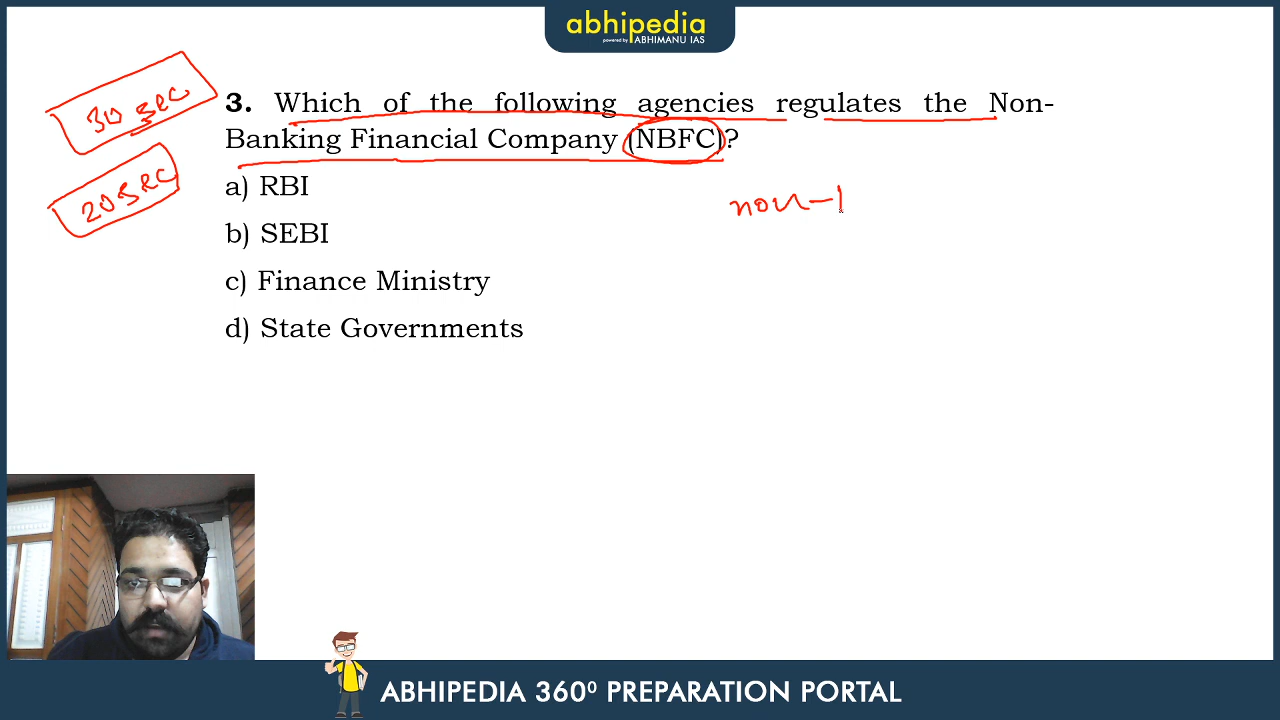 abhipedia
powered by ABHIMANU IAS
30 SEC
20 SEC
3. Which of the following agencies regulates the Non-
Banking Financial Company (NBFC)?
a) RBI
b) SEBI
c) Finance Ministry
d) State Governments
non-
ABHIPEDIA 360⁰ PREPARATION PORTAL